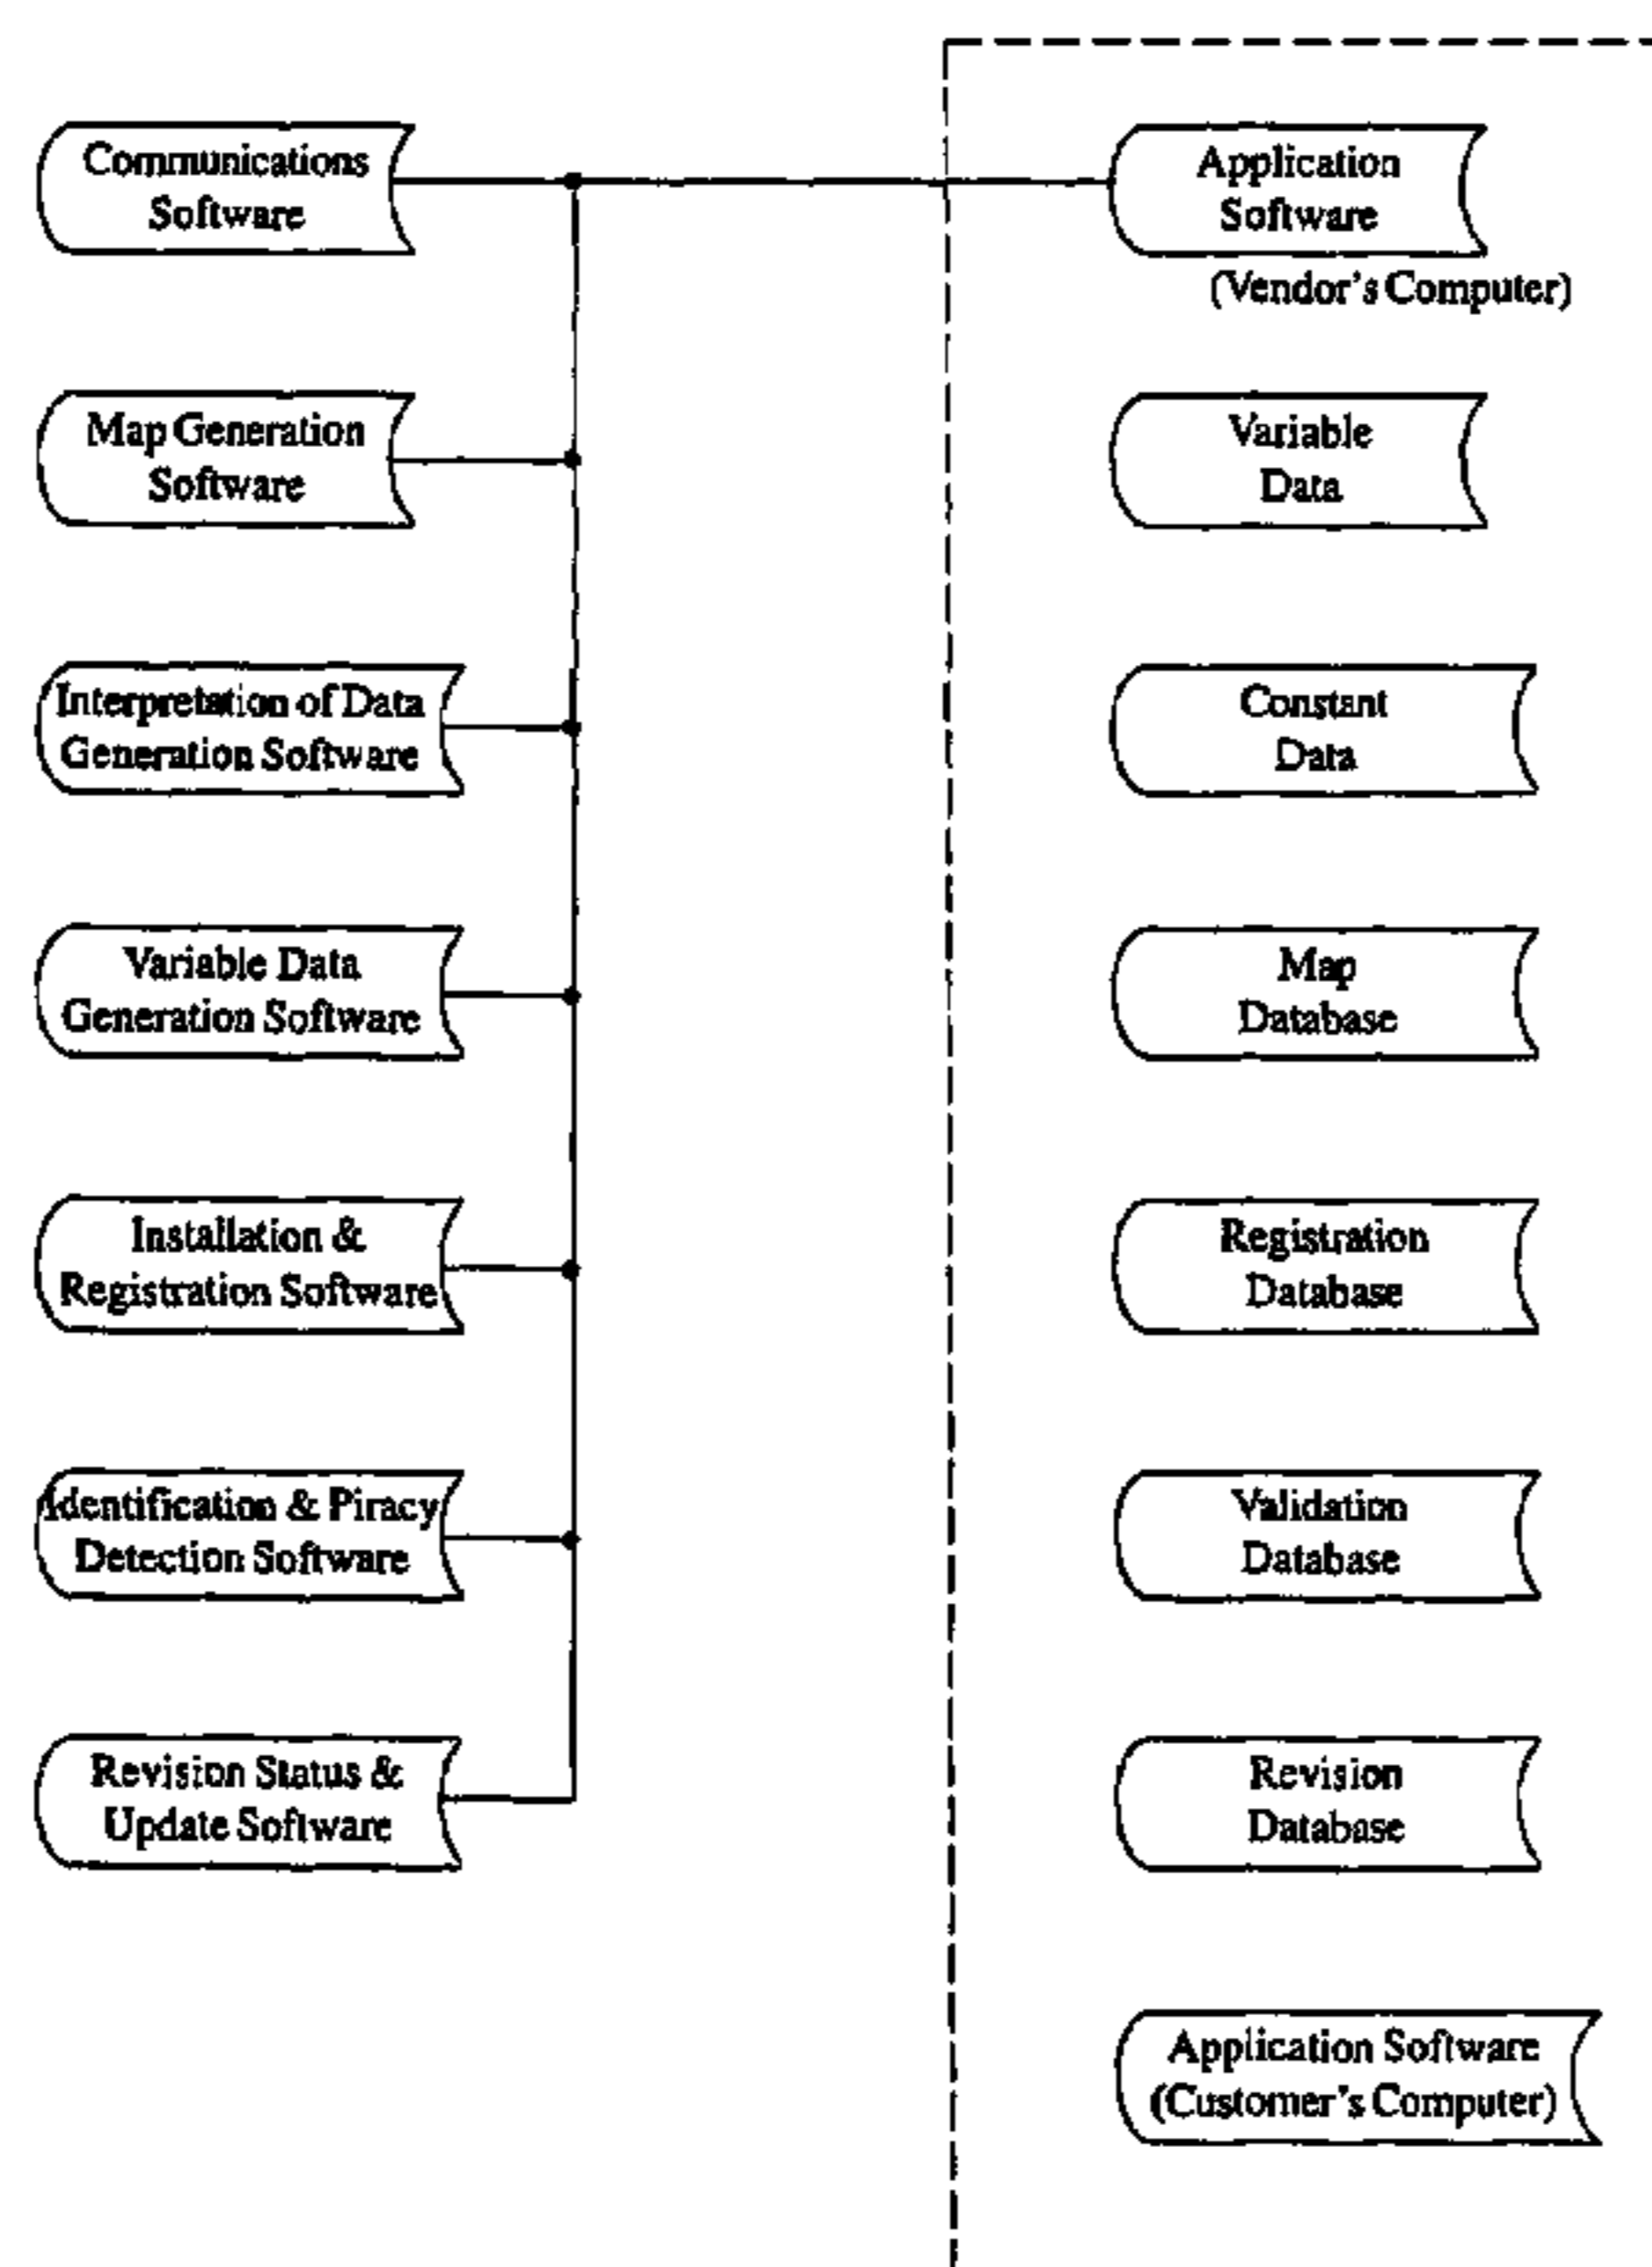 Communications
Software
Map Generation
Software
Interpretation of Data
Generation Software
Variable Data
Generation Software
Installation &
Registration Software
Identification & Piracy
Detection Software
Revision Status &
Update Software
Application
Software
(Vendor's Computer)
Variable
Data
Constant
Data
Map
Database
Registration
Database
Validation
Database
Revision
Database
Application Software
(Customer's Computer)